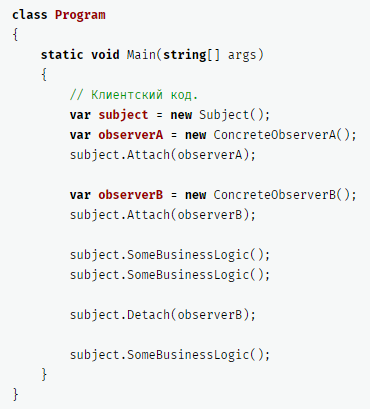 class Program
{
    static void Main(string[] args)
    {
        // Клиентский код.
        var subject = new Subject();
        var observerA = new ConcreteObserverA();
        subject.Attach(observerA);

        var observerB = new ConcreteObserverB();
        subject.Attach(observerB);

        subject.SomeBusinessLogic();
        subject.SomeBusinessLogic();

        subject.Detach(observerB);

        subject.SomeBusinessLogic();
    }
}